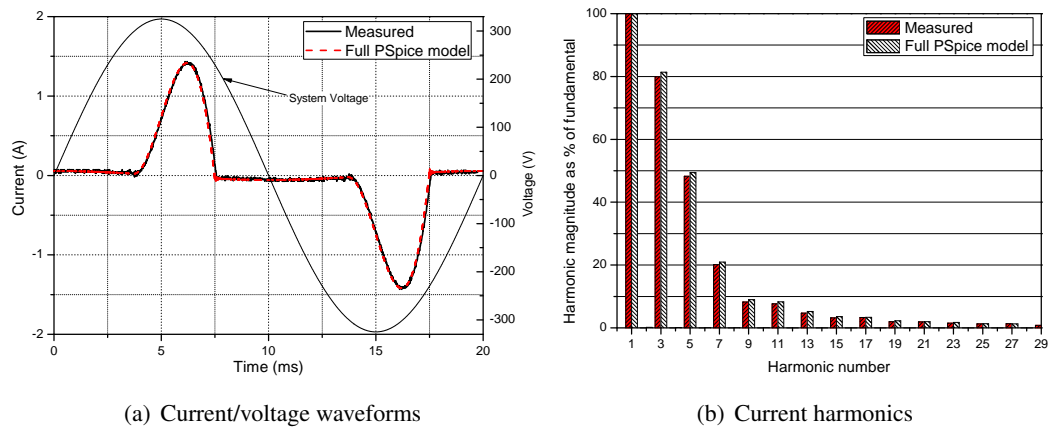 2
1
0
-1
-2
Current (A)
0
5
10
15
20
Time (ms)
300
200
100
0
-100
-200
-300
Voltage (V)
Measured
Full PSpice model
System Voltage
(a) Current/voltage waveforms
100
80
60
40
20
0
Harmonic magnitude as % of fundamental
Measured
Full PSpice model
1 3 5 7 9 11 13 15 17 19 21 23 25 27 29
Harmonic number
(b) Current harmonics